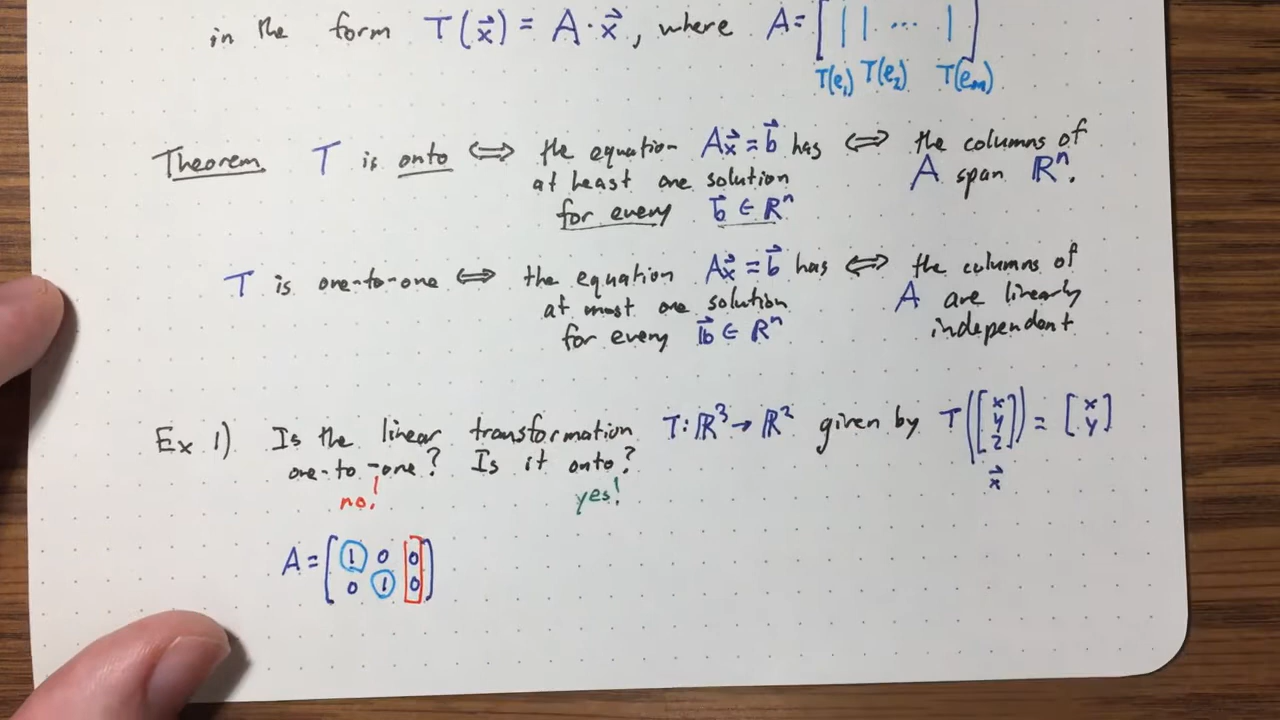 in the form T(x⃗) = A·x⃗, where A = [ | | ... | ]
T(e₁) T(e₂) T(eₘ)
Theorem T is onto ⟺ the equation Ax⃗ = b⃗ has ⟺ the columns of
at least one solution A span ℝⁿ.
for every b⃗ ∈ ℝⁿ
T is one-to-one ⟺ the equation Ax⃗ = b⃗ has ⟺ the columns of
at most one solution A are linearly
for every b⃗ ∈ ℝⁿ independent
Ex 1) Is the linear transformation T: ℝ³ → ℝ² given by T([x y z]) = [x y]
one-to-one? Is it onto? x⃗
no! yes!
A = [1 0 0
0 1 0]